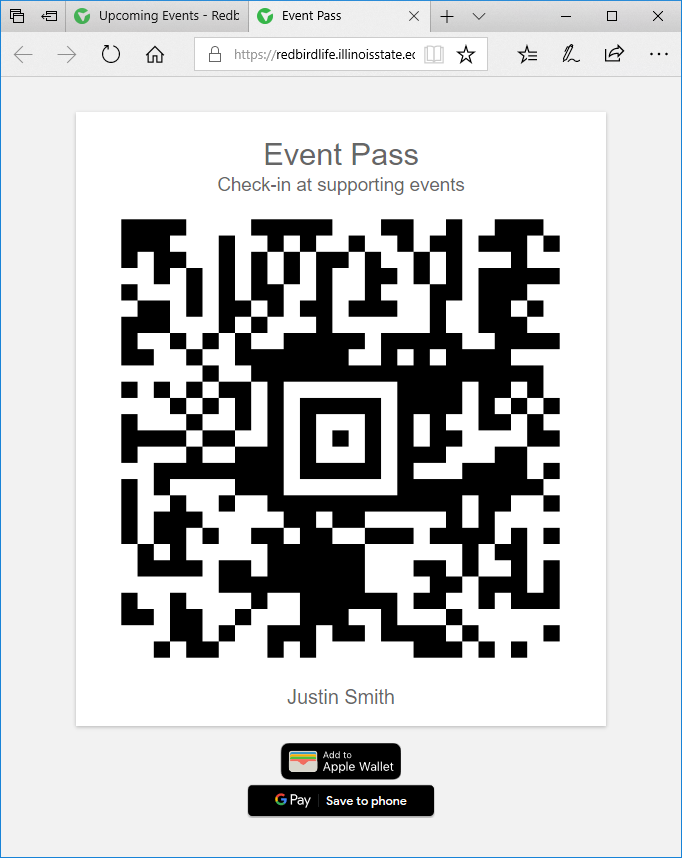 Upcoming Events - Redb
Event Pass
https://redbirdlife.illinoisstate.ec
Event Pass
Check-in at supporting events
Justin Smith
Add to
Apple Wallet
G Pay
Save to phone